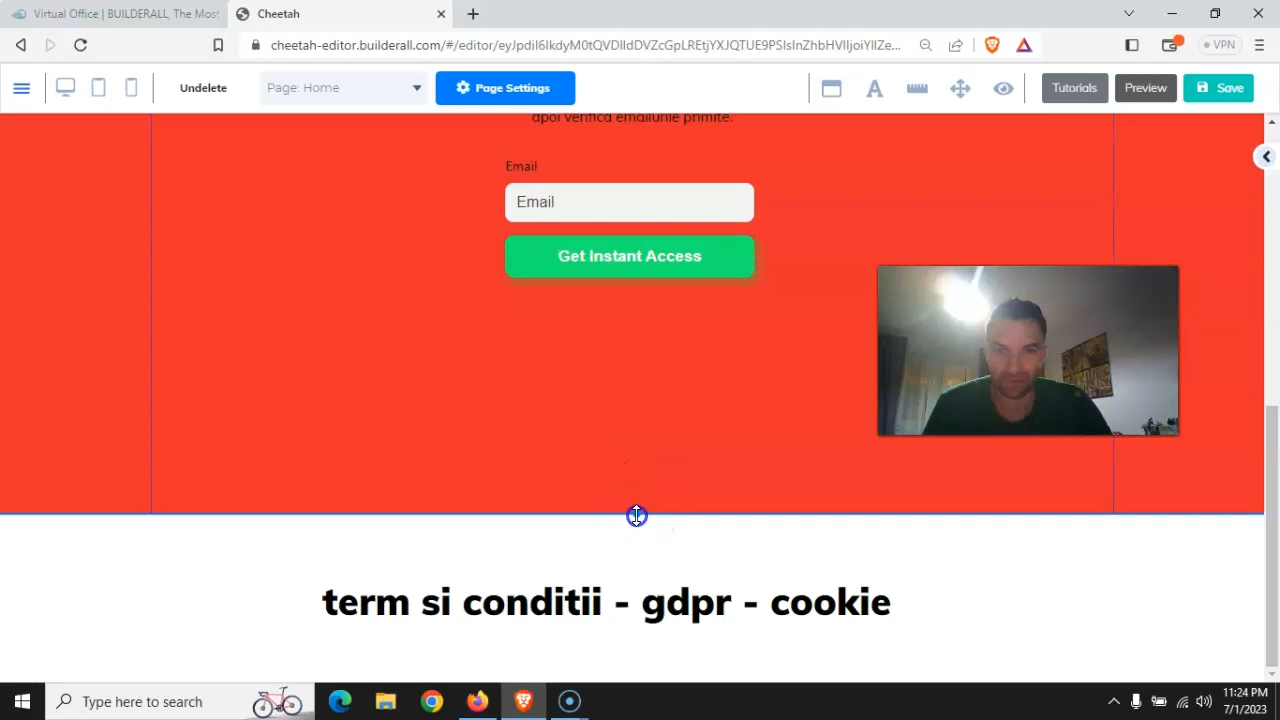 Virtual Office | BUILDERALL, The Most
Cheetah
cheetah-editor.builderall.com/#/editor/
VPN
Undelete
Page: Home
Page Settings
Tutorials
Preview
Save
apoi verifica emailurile primite.
Email
Email
Get Instant Access
term si conditii - gdpr - cookie
Type here to search
11:24 PM
7/1/2023